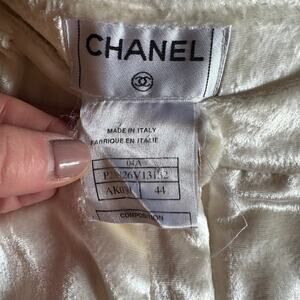 CHANEL
MADE IN ITALY
FABRIQUE EN ITALIE
04A
44
COMPOSITION